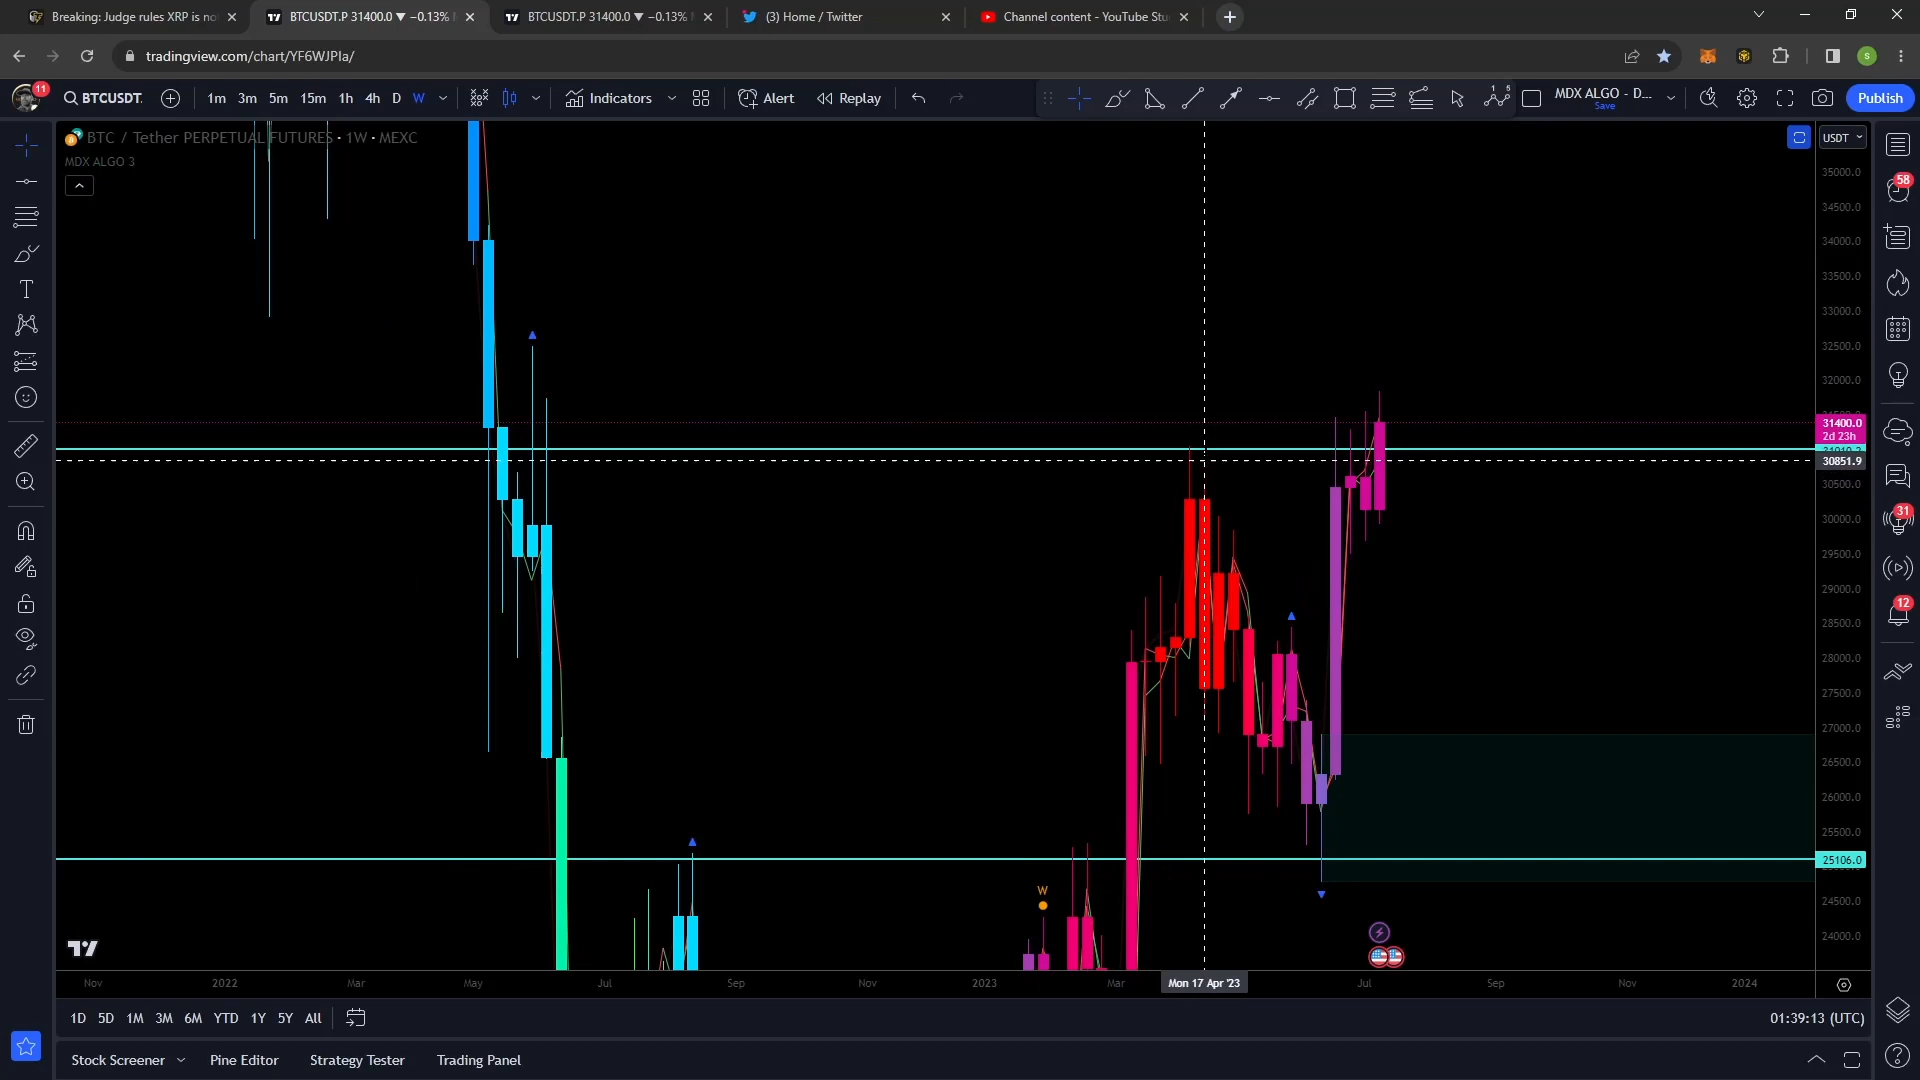 Breaking: Judge rules XRP is no
BTCUSDT.P 31400.0 ▼ −0.13%
BTCUSDT.P 31400.0 ▼ −0.13%
(3) Home / Twitter
Channel content - YouTube Stu
tradingview.com/chart/YF6WJPIa/
S
11
BTCUSDT.
1m 3m 5m 15m 1h 4h D W
Indicators
Alert
Replay
MDX ALGO - D...
Save
Publish
BTC / Tether PERPETUAL FUTURES · 1W · MEXC
MDX ALGO 3
USDT
35000.0
34500.0
34000.0
33500.0
33000.0
32500.0
32000.0
31400.0
2d 23h
30851.9
30500.0
30000.0
29500.0
29000.0
28500.0
28000.0
27500.0
27000.0
26500.0
26000.0
25500.0
25106.0
24500.0
24000.0
W
58
31
12
Nov 2022 Mar May Jul Sep Nov 2023 Mar Mon 17 Apr '23 Jul Sep Nov 2024
1D 5D 1M 3M 6M YTD 1Y 5Y All
01:39:13 (UTC)
Stock Screener Pine Editor Strategy Tester Trading Panel